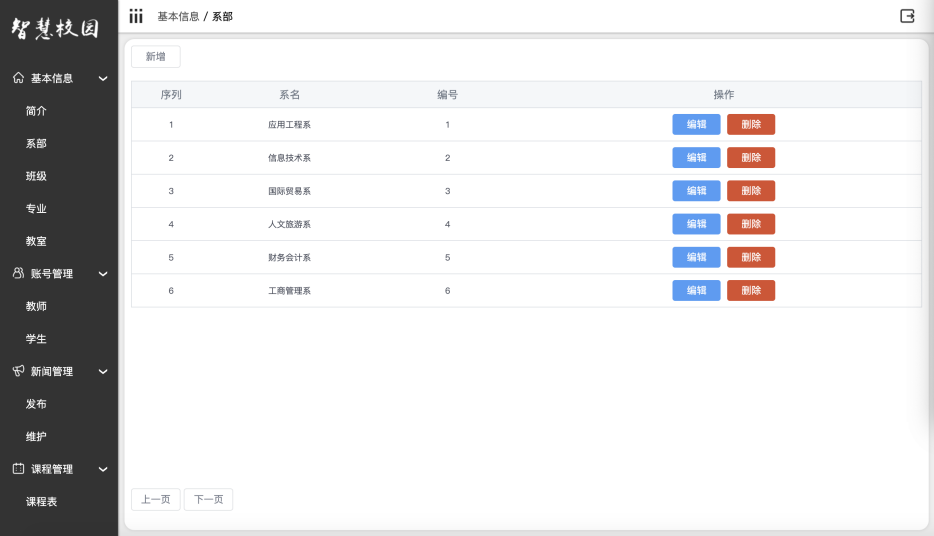 智慧校园
基本信息
简介
系部
班级
专业
教室
账号管理
教师
学生
新闻管理
发布
维护
课程管理
课程表
基本信息 / 系部
新增
序列 系名 编号 操作
1 应用工程系 1 编辑 删除
2 信息技术系 2 编辑 删除
3 国际贸易系 3 编辑 删除
4 人文旅游系 4 编辑 删除
5 财务会计系 5 编辑 删除
6 工商管理系 6 编辑 删除
上一页 下一页